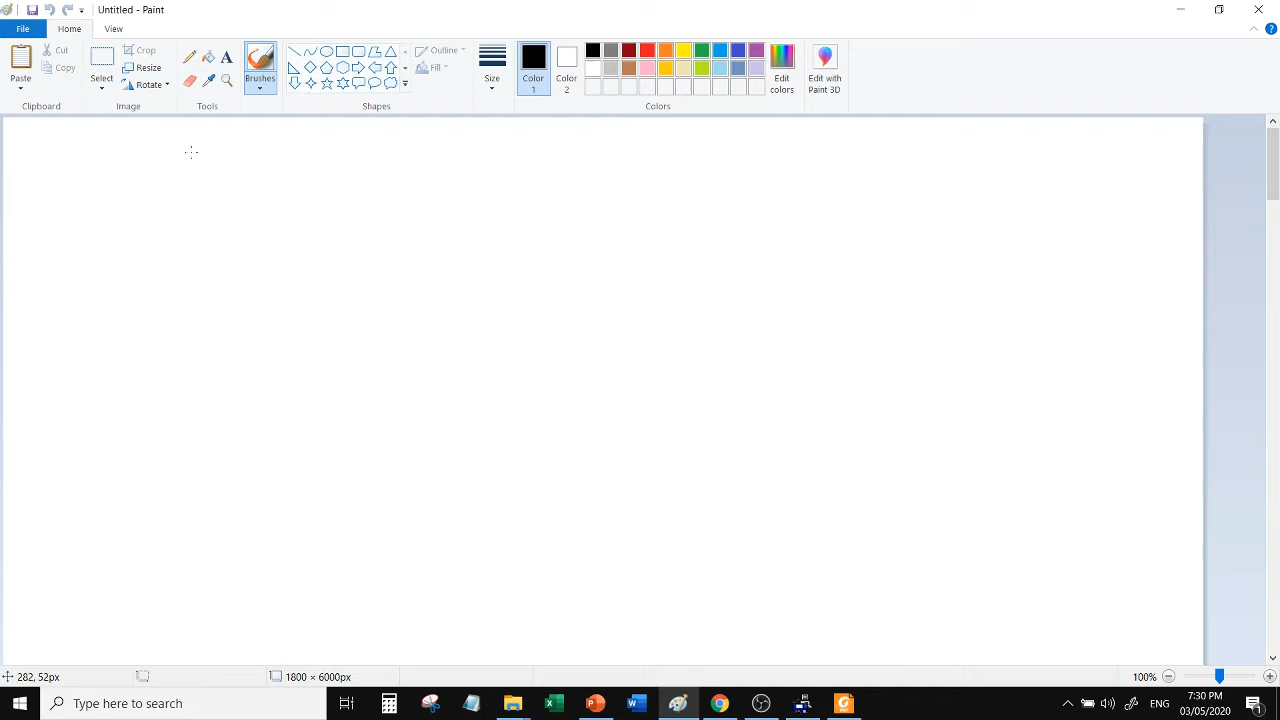 Untitled - Paint
File Home View
Paste
Cut
Copy
Clipboard
Select
Crop
Resize
Rotate
Image
Tools
Brushes
Shapes
Outline
Fill
Size
Color 1
Color 2
Colors
Edit colors
Edit with Paint 3D
282, 52px
1800 × 6000px
100%
Type here to search
ENG
7:30 PM
03/05/2020